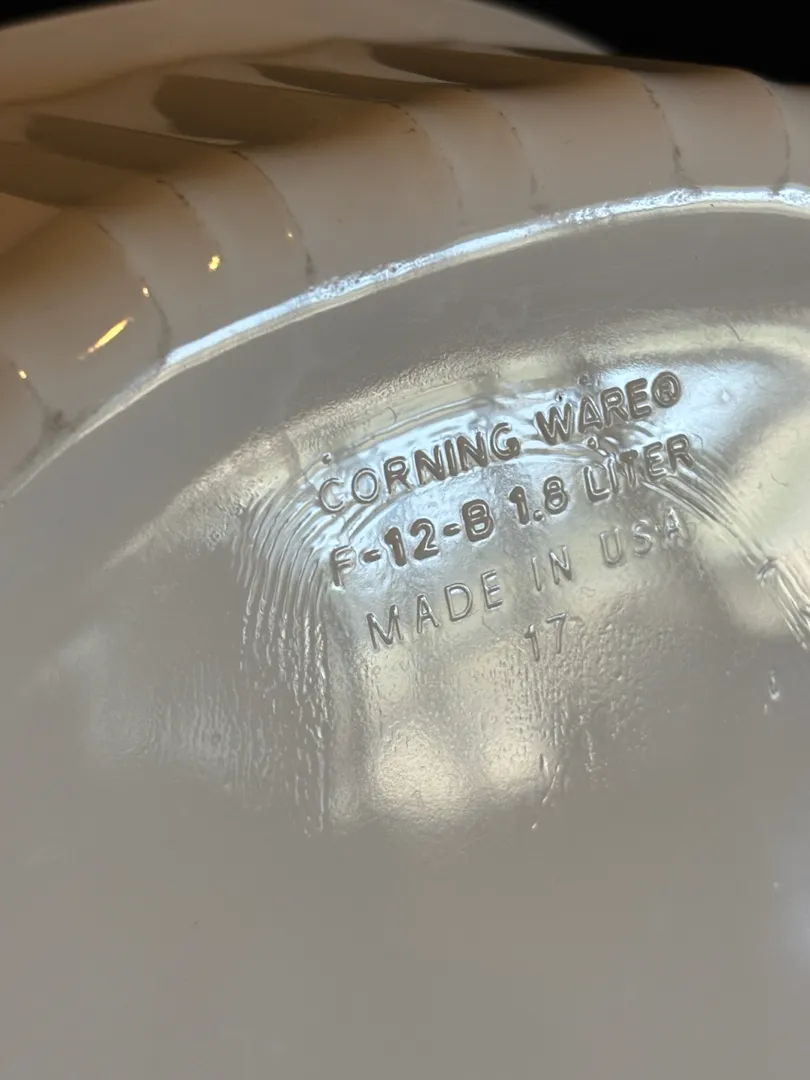 CORNING WARE®
F-12-B 1.8 LITER
MADE IN USA
17